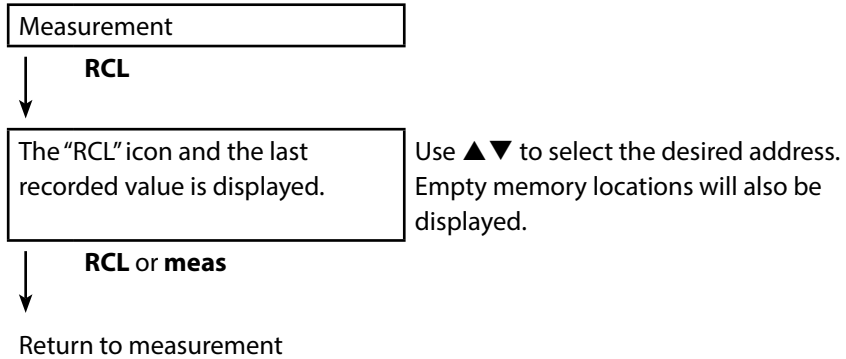 Measurement
RCL
The “RCL” icon and the last
recorded value is displayed.
Use ▲▼ to select the desired address.
Empty memory locations will also be
displayed.
RCL or meas
Return to measurement